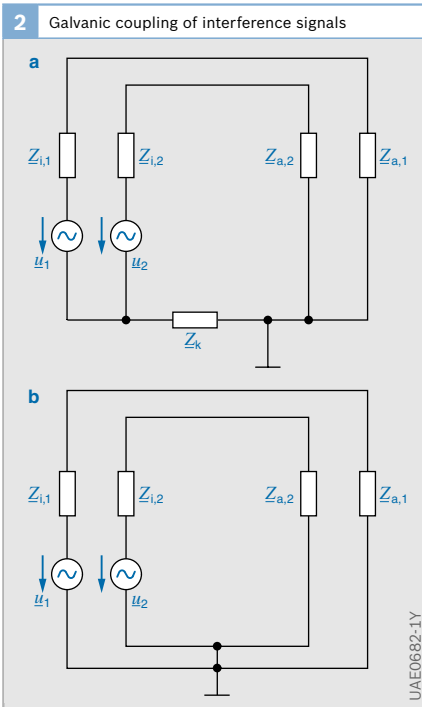 2 Galvanic coupling of interference signals
a
Z_i,1 Z_i,2 Z_a,2 Z_a,1
u_1 u_2
Z_k
b
Z_i,1 Z_i,2 Z_a,2 Z_a,1
u_1 u_2
UAE0682-1Y